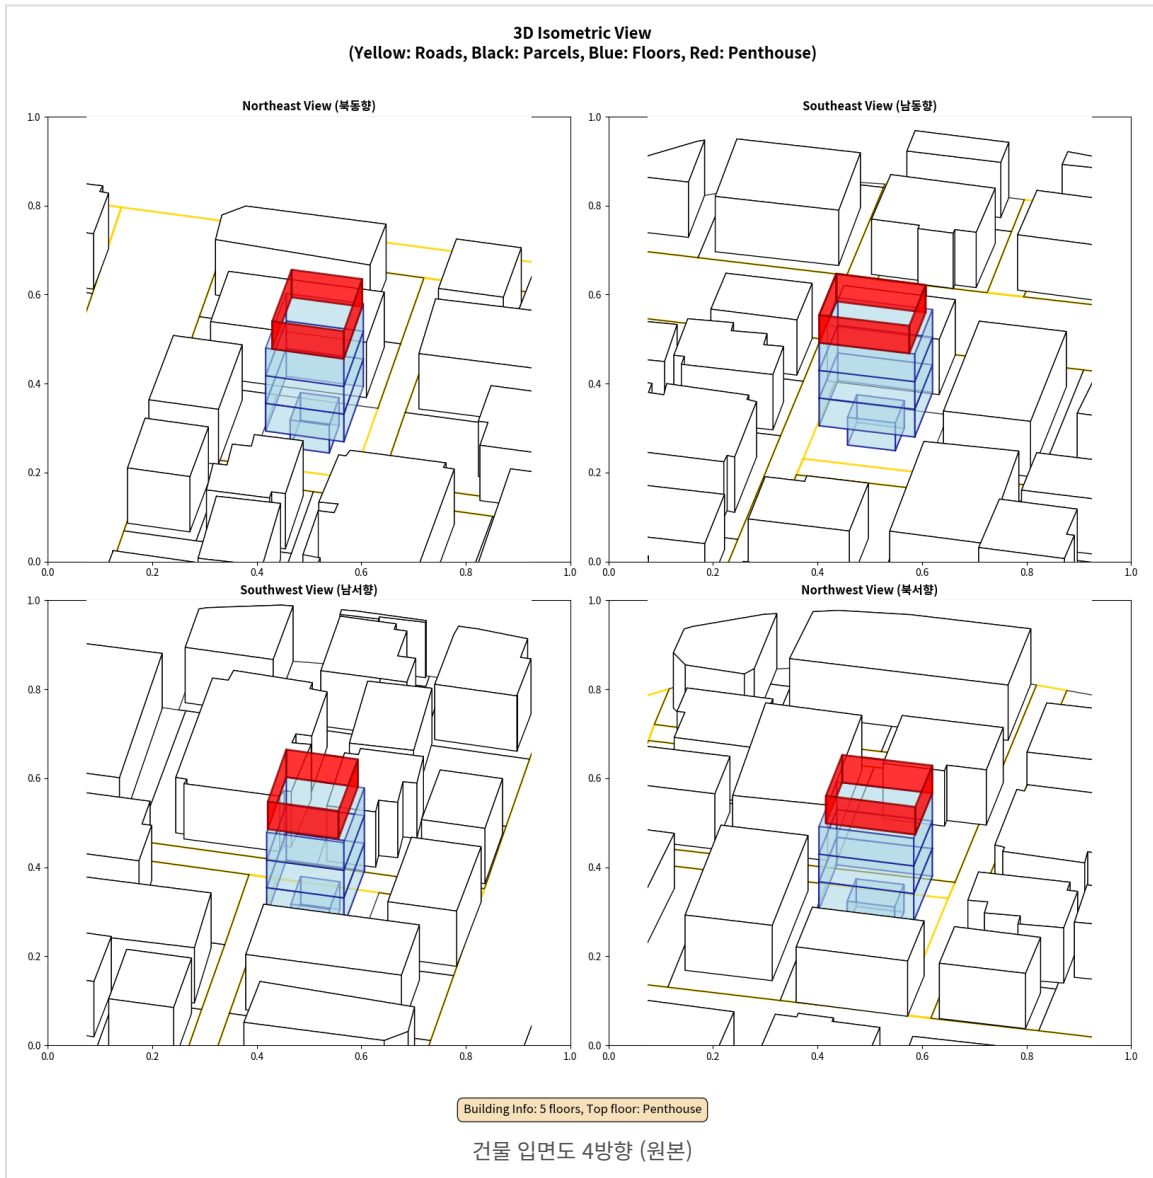 3D Isometric View
(Yellow: Roads, Black: Parcels, Blue: Floors, Red: Penthouse)
Northeast View (북동향)
1.0
0.8
0.6
0.4
0.2
0.0
0.0 0.2 0.4 0.6 0.8 1.0
Southeast View (남동향)
1.0
0.8
0.6
0.4
0.2
0.0
0.0 0.2 0.4 0.6 0.8 1.0
Southwest View (남서향)
1.0
0.8
0.6
0.4
0.2
0.0
0.0 0.2 0.4 0.6 0.8 1.0
Northwest View (북서향)
1.0
0.8
0.6
0.4
0.2
0.0
0.0 0.2 0.4 0.6 0.8 1.0
Building Info: 5 floors, Top floor: Penthouse
건물 입면도 4방향 (원본)